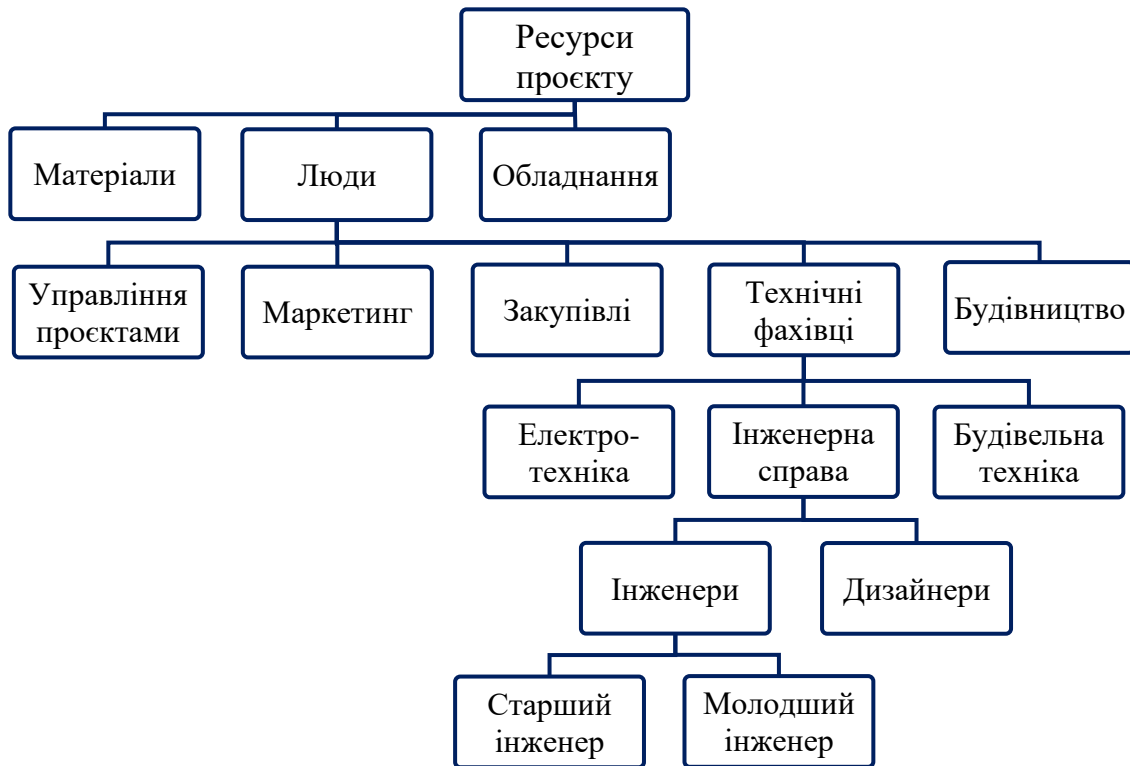 Ресурси
проєкту
Матеріали
Люди
Обладнання
Управління
проєктами
Маркетинг
Закупівлі
Технічні
фахівці
Будівництво
Електро-
техніка
Інженерна
справа
Будівельна
техніка
Інженери
Дизайнери
Старший
інженер
Молодший
інженер